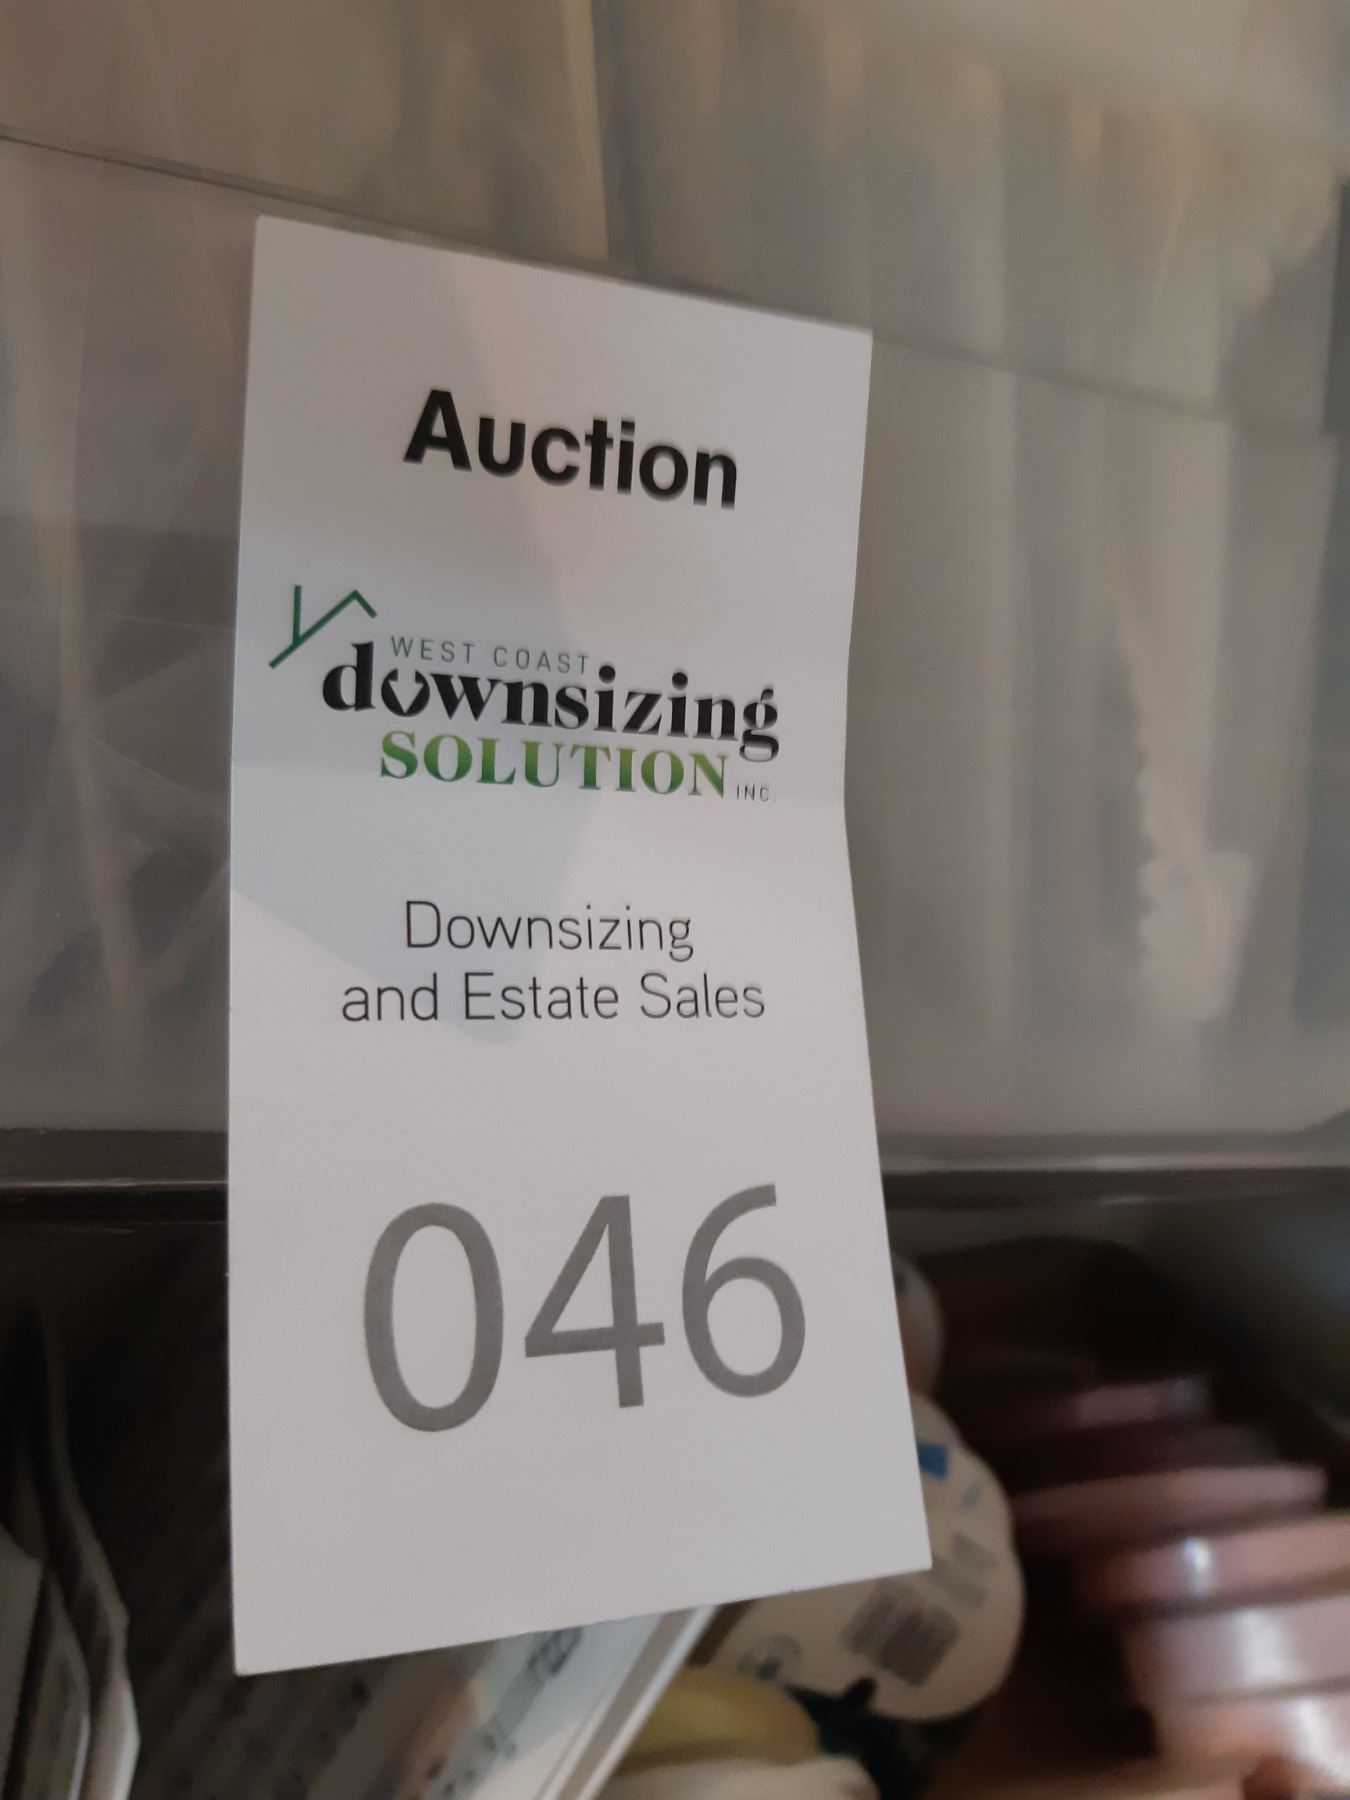 Auction
WEST COAST
downsizing
SOLUTION INC.
Downsizing
and Estate Sales
046